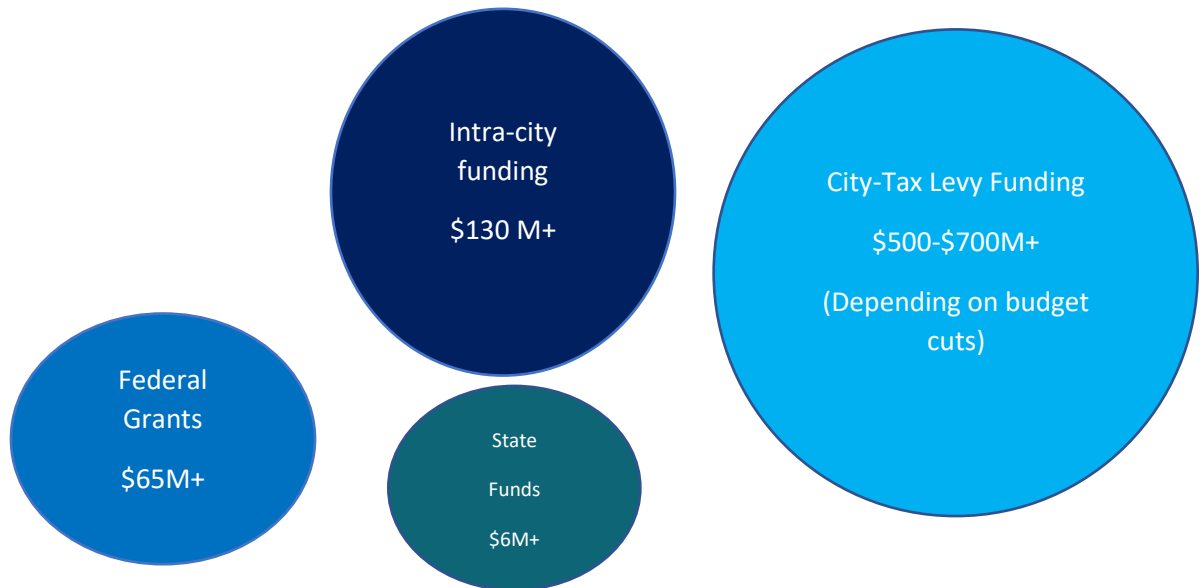 Intra-city
funding
$130 M+
City-Tax Levy Funding
$500-$700M+
(Depending on budget
cuts)
Federal
Grants
$65M+
State
Funds
$6M+